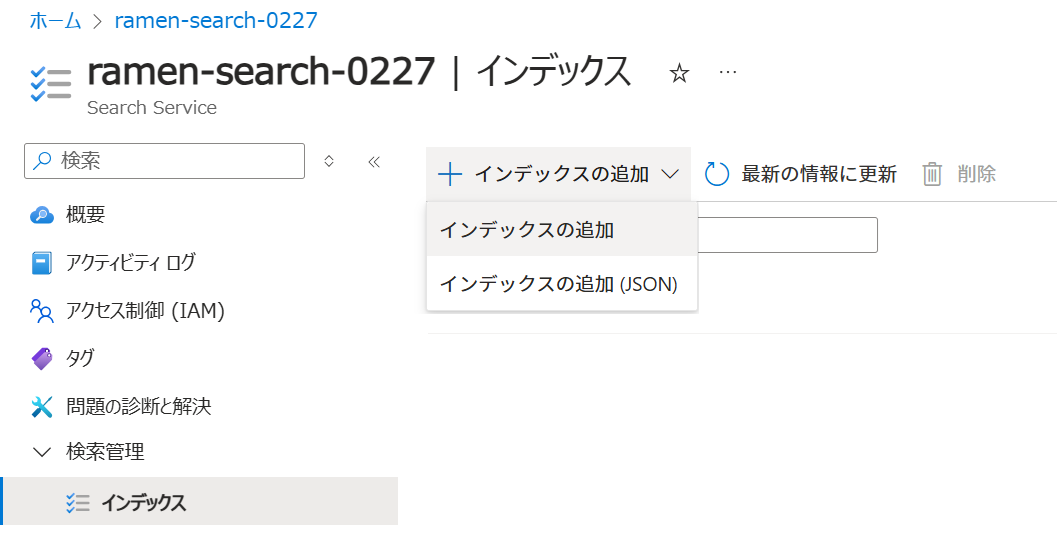 ホーム > ramen-search-0227
ramen-search-0227 | インデックス ☆ …
Search Service
検索
+ インデックスの追加 最新の情報に更新 削除
インデックスの追加
インデックスの追加 (JSON)
概要
アクティビティ ログ
アクセス制御 (IAM)
タグ
問題の診断と解決
検索管理
インデックス